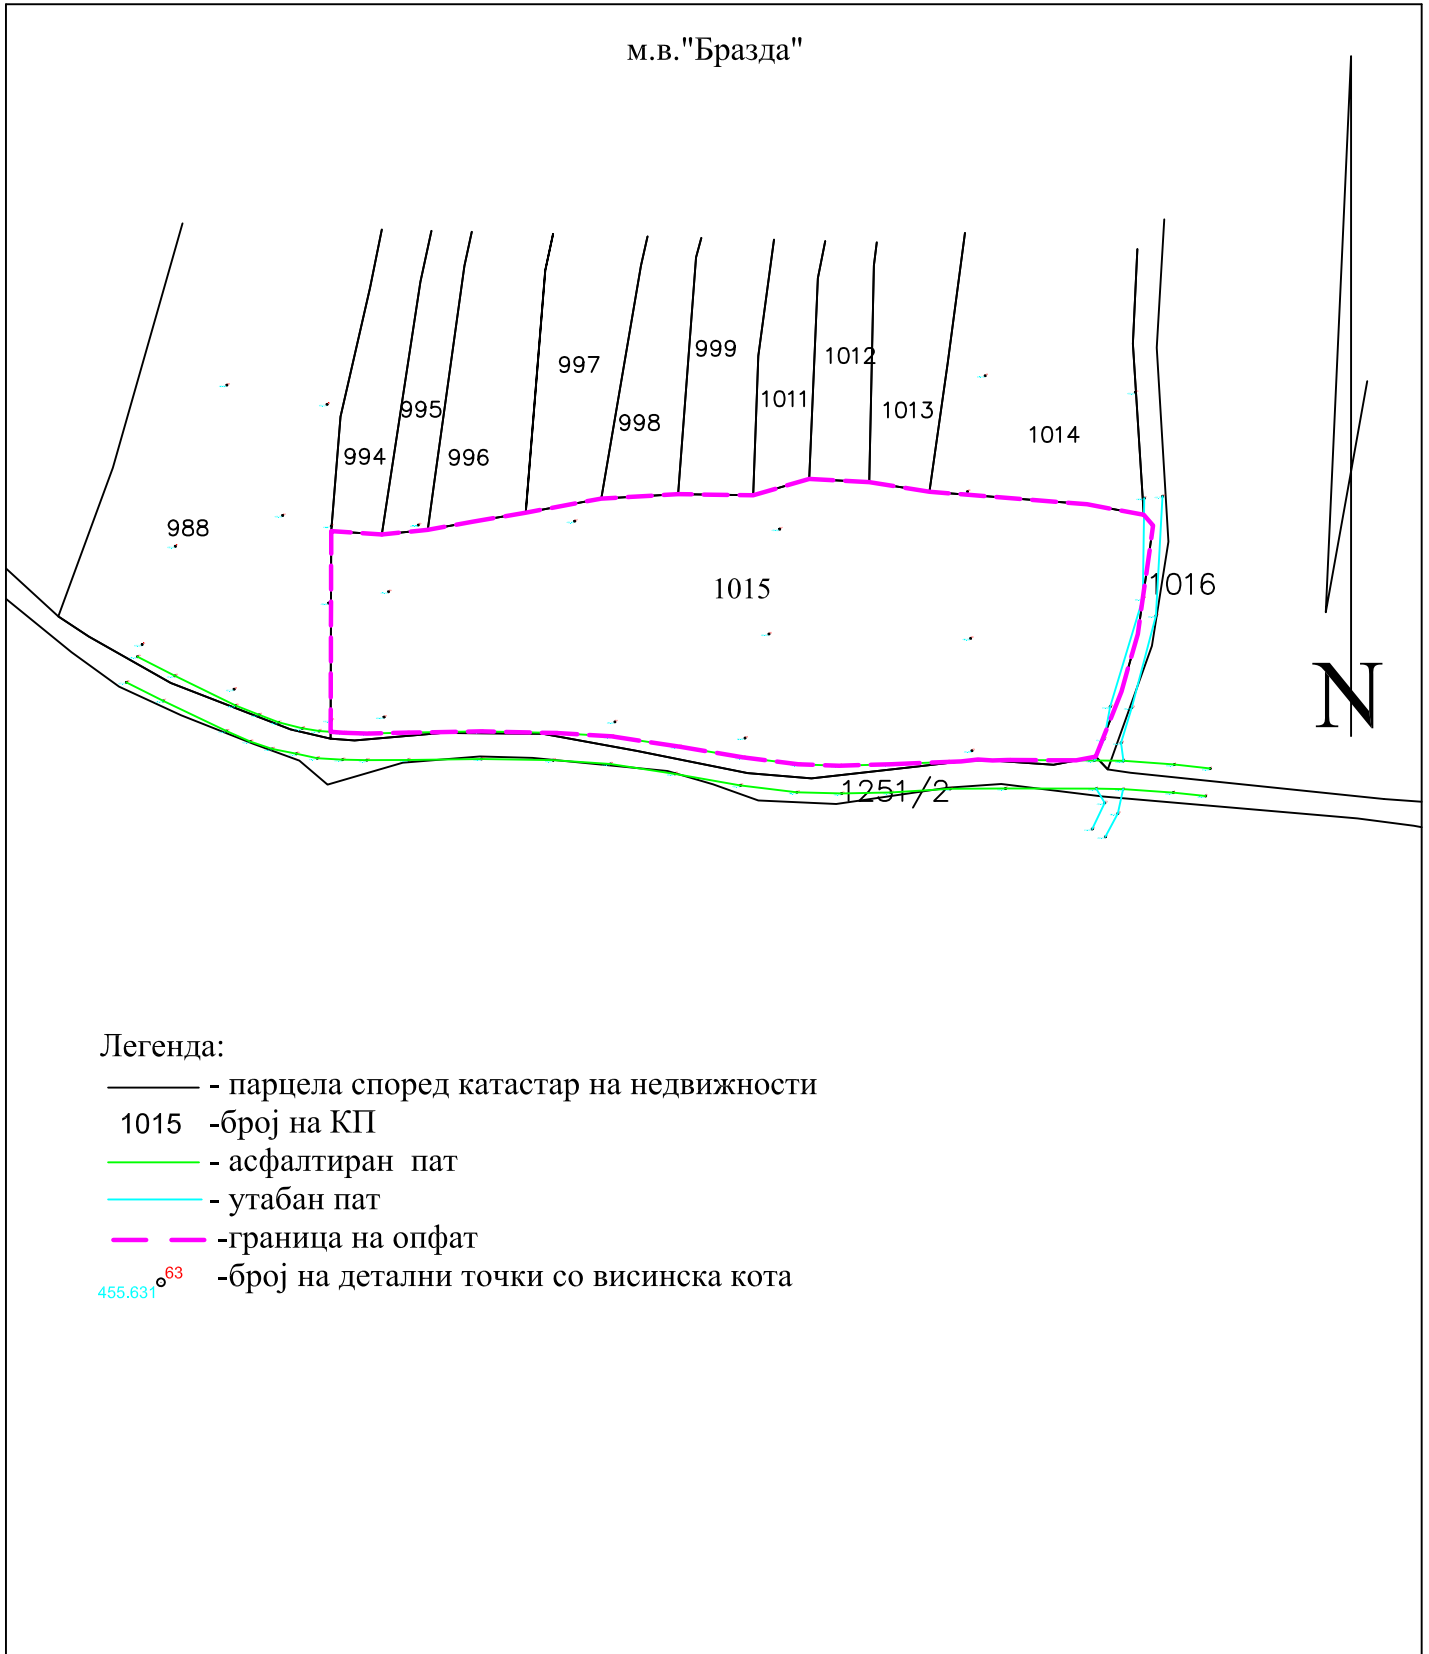 м.в."Бразда"
997
999
1012
1011
1013
995
998
1014
994
996
988
1015
1016
N
1251/2
Легенда:
- парцела според катастар на недвижности
1015 -број на КП
- асфалтиран пат
- утабан пат
-граница на опфат
455.631 63 -број на детални точки со висинска кота